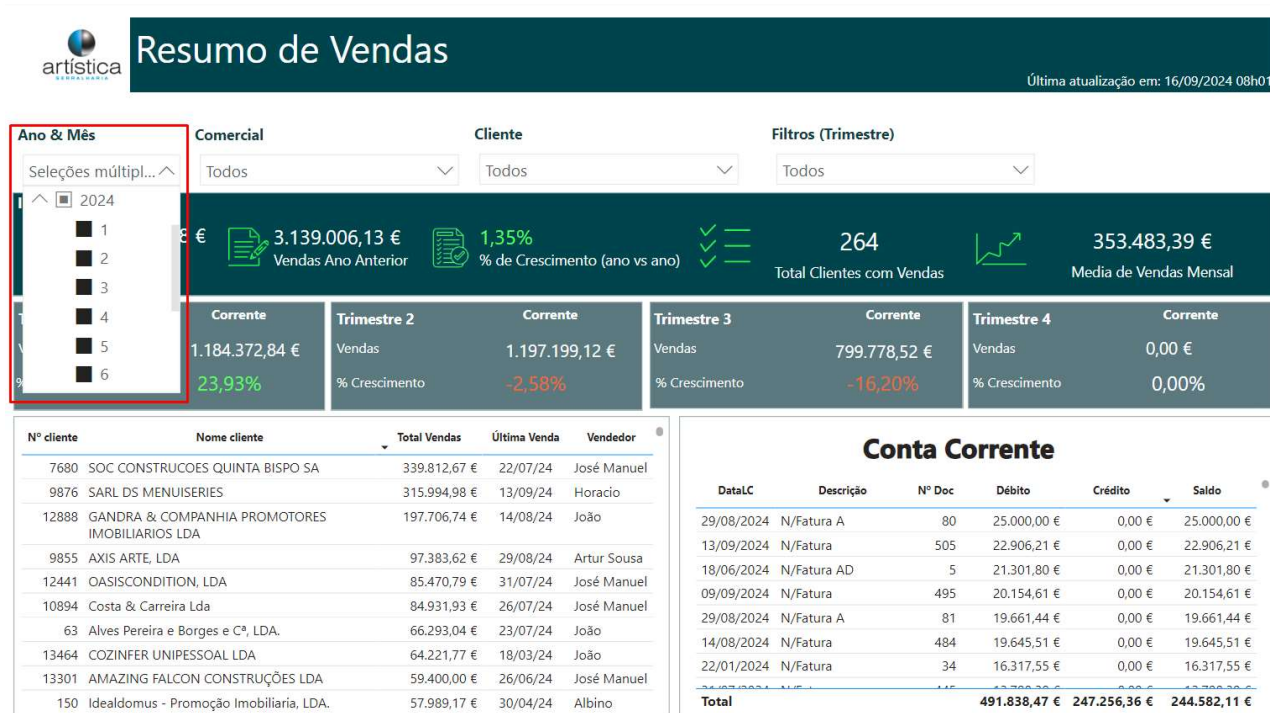 artística
SERRALHARIA
Resumo de Vendas
Última atualização em: 16/09/2024 08h01
Ano & Mês Comercial Cliente Filtros (Trimestre)
Seleções múltipl... Todos Todos Todos
2024
1
2
3
4
5
6
8 € 3.139.006,13 € 1,35% 264 353.483,39 €
Vendas Ano Anterior % de Crescimento (ano vs ano) Total Clientes com Vendas Media de Vendas Mensal
Corrente Trimestre 2 Corrente Trimestre 3 Corrente Trimestre 4 Corrente
1.184.372,84 € Vendas 1.197.199,12 € Vendas 799.778,52 € Vendas 0,00 €
23,93% % Crescimento -2,58% % Crescimento -16,20% % Crescimento 0,00%
Nº cliente Nome cliente Total Vendas Última Venda Vendedor
7680 SOC CONSTRUCOES QUINTA BISPO SA 339.812,67 € 22/07/24 José Manuel
9876 SARL DS MENUISERIES 315.994,98 € 13/09/24 Horacio
12888 GANDRA & COMPANHIA PROMOTORES 197.706,74 € 14/08/24 João
IMOBILIARIOS LDA
9855 AXIS ARTE, LDA 97.383,62 € 29/08/24 Artur Sousa
12441 OASISCONDITION, LDA 85.470,79 € 31/07/24 José Manuel
10894 Costa & Carreira Lda 84.931,93 € 26/07/24 José Manuel
63 Alves Pereira e Borges e Cª, LDA. 66.293,04 € 23/07/24 João
13464 COZINFER UNIPESSOAL LDA 64.221,77 € 18/03/24 João
13301 AMAZING FALCON CONSTRUÇÕES LDA 59.400,00 € 26/06/24 José Manuel
150 Idealdomus - Promoção Imobiliaria, LDA. 57.989,17 € 30/04/24 Albino
Conta Corrente
DataLC Descrição Nº Doc Débito Crédito Saldo
29/08/2024 N/Fatura A 80 25.000,00 € 0,00 € 25.000,00 €
13/09/2024 N/Fatura 505 22.906,21 € 0,00 € 22.906,21 €
18/06/2024 N/Fatura AD 5 21.301,80 € 0,00 € 21.301,80 €
09/09/2024 N/Fatura 495 20.154,61 € 0,00 € 20.154,61 €
29/08/2024 N/Fatura A 81 19.661,44 € 0,00 € 19.661,44 €
14/08/2024 N/Fatura 484 19.645,51 € 0,00 € 19.645,51 €
22/01/2024 N/Fatura 34 16.317,55 € 0,00 € 16.317,55 €
Total 491.838,47 € 247.256,36 € 244.582,11 €